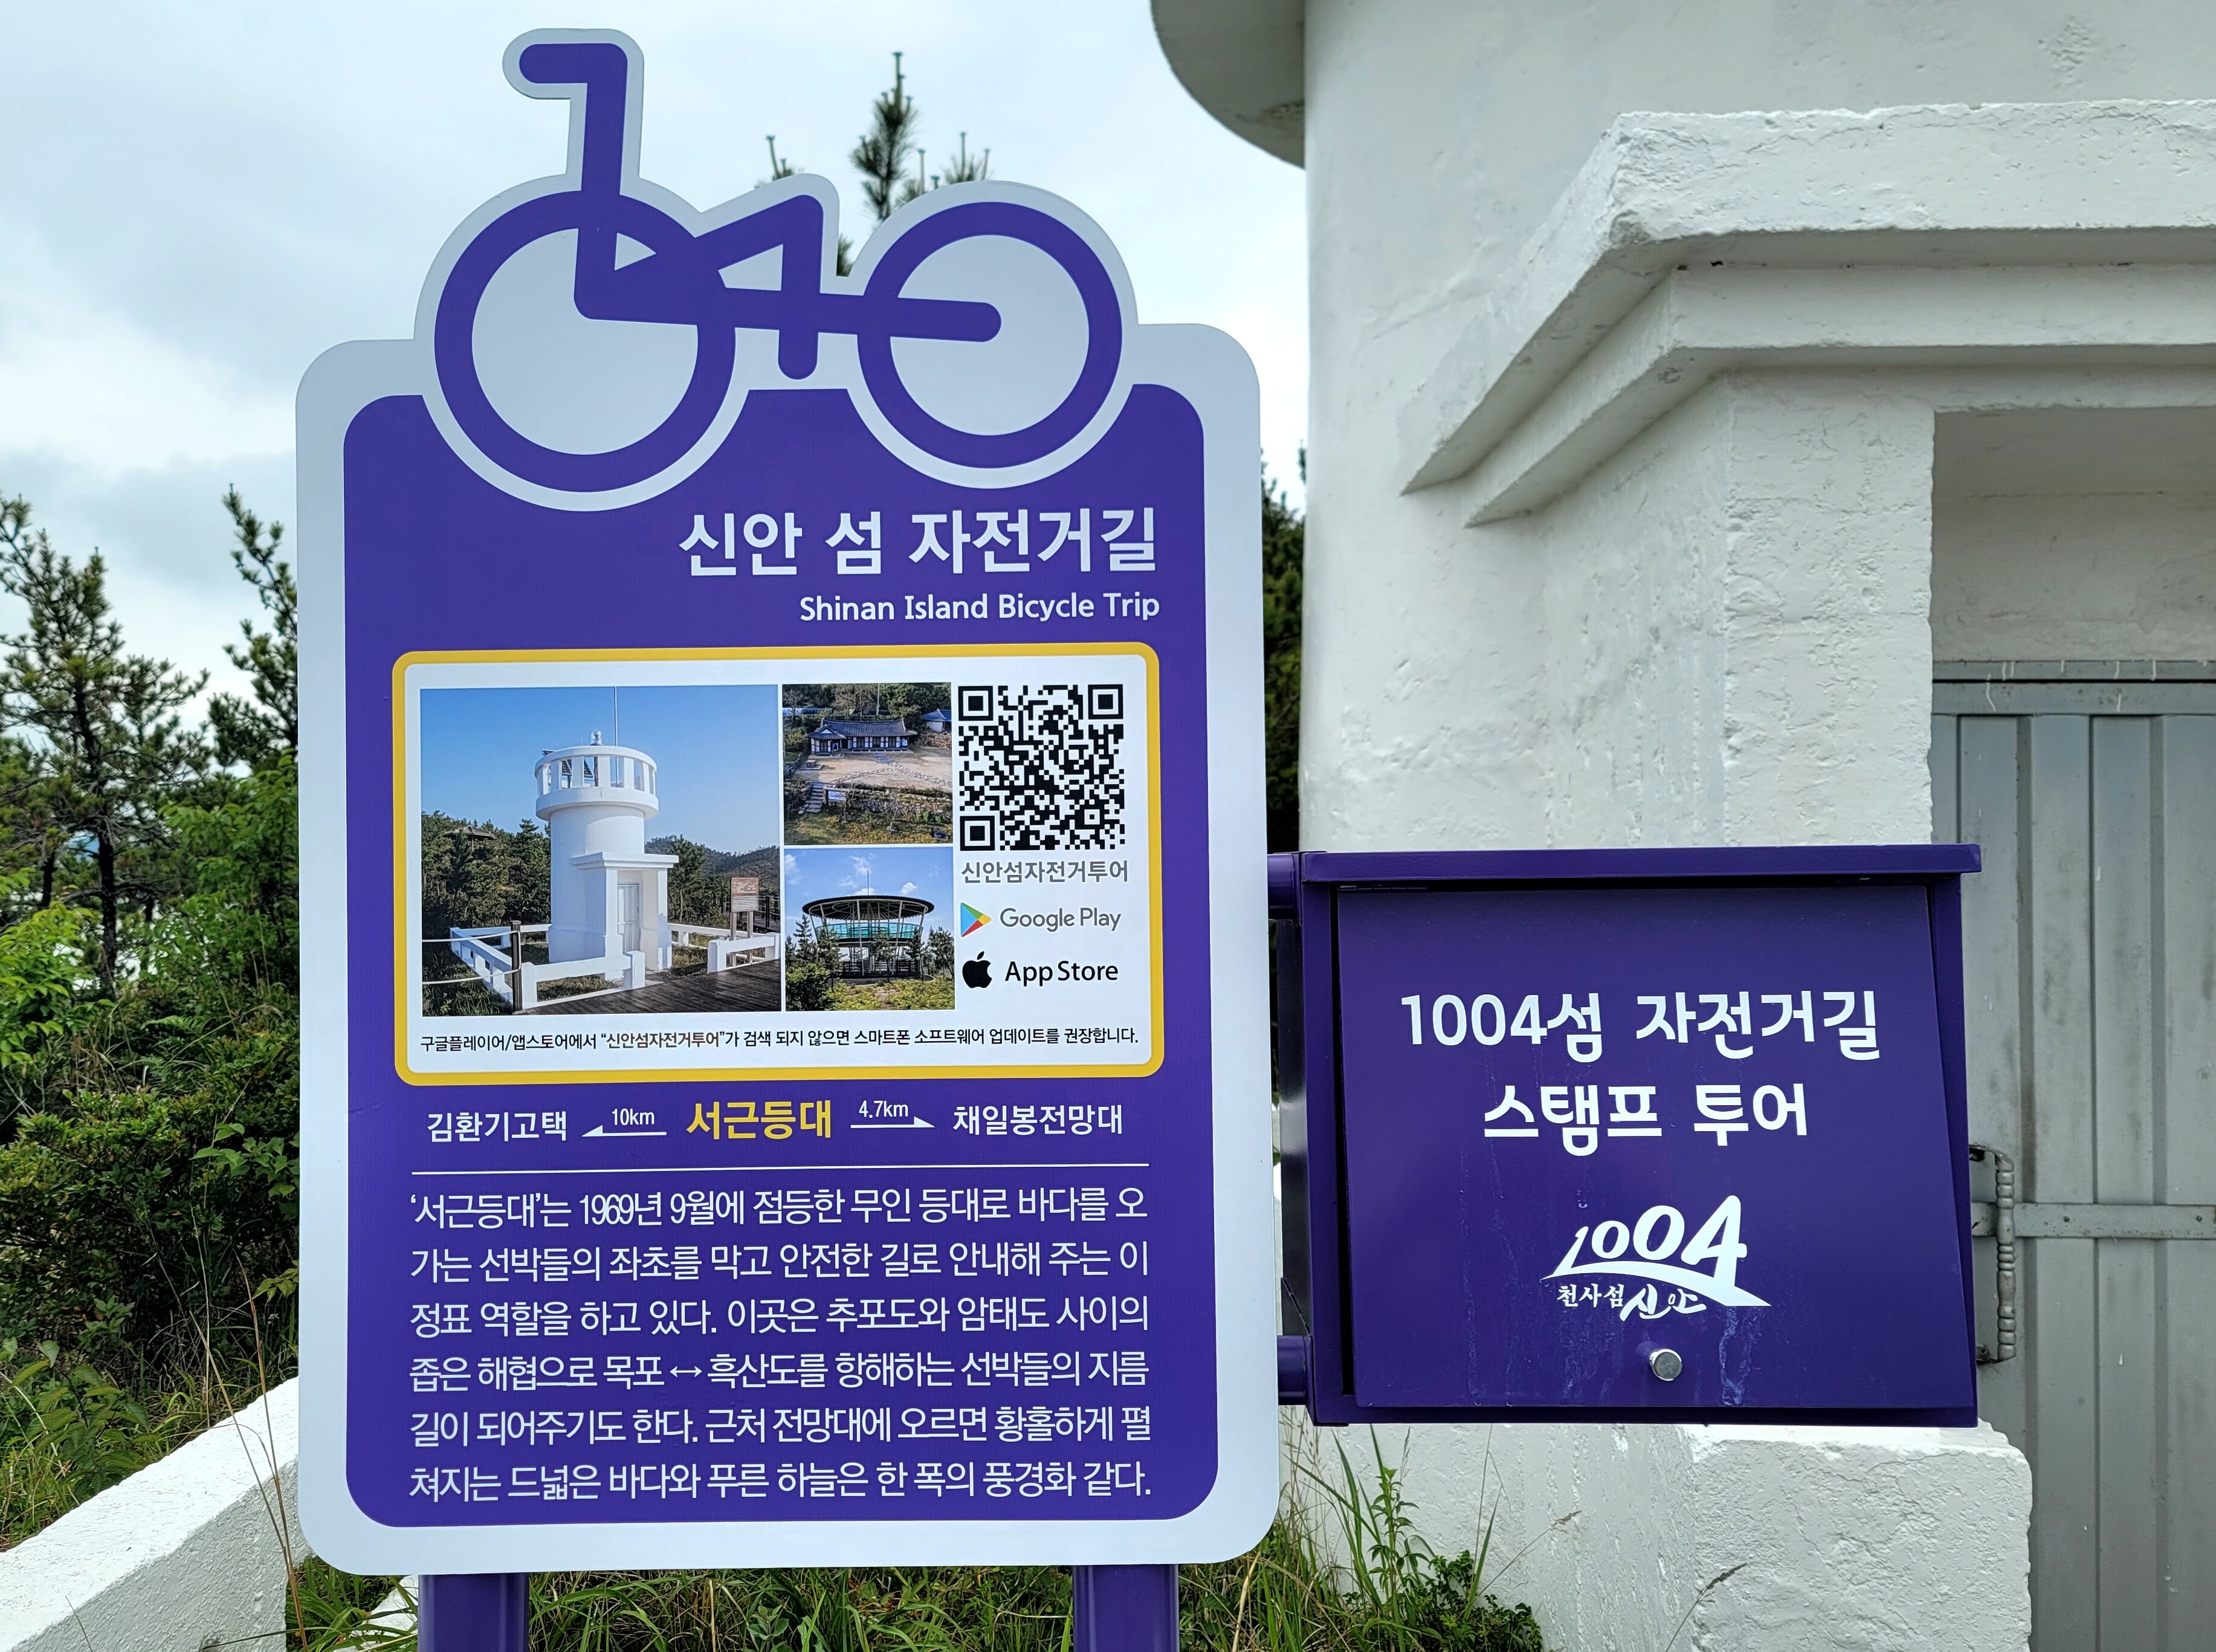 신안 섬 자전거길
Shinan Island Bicycle Trip
신안섬자전거투어
Google Play
App Store
구글플레이어/앱스토어에서 “신안섬자전거투어”가 검색 되지 않으면 스마트폰 소프트웨어 업데이트를 권장합니다.
김환기고택 10km 서근등대 4.7km 채일봉전망대
‘서근등대’는 1969년 9월에 점등한 무인 등대로 바다를 오
가는 선박들의 좌초를 막고 안전한 길로 안내해 주는 이
정표 역할을 하고 있다. 이곳은 추포도와 암태도 사이의
좁은 해협으로 목포↔흑산도를 항해하는 선박들의 지름
길이 되어주기도 한다. 근처 전망대에 오르면 황홀하게 펼
쳐지는 드넓은 바다와 푸른 하늘은 한 폭의 풍경화 같다.
1004섬 자전거길
스탬프 투어
1004
천사섬 신안